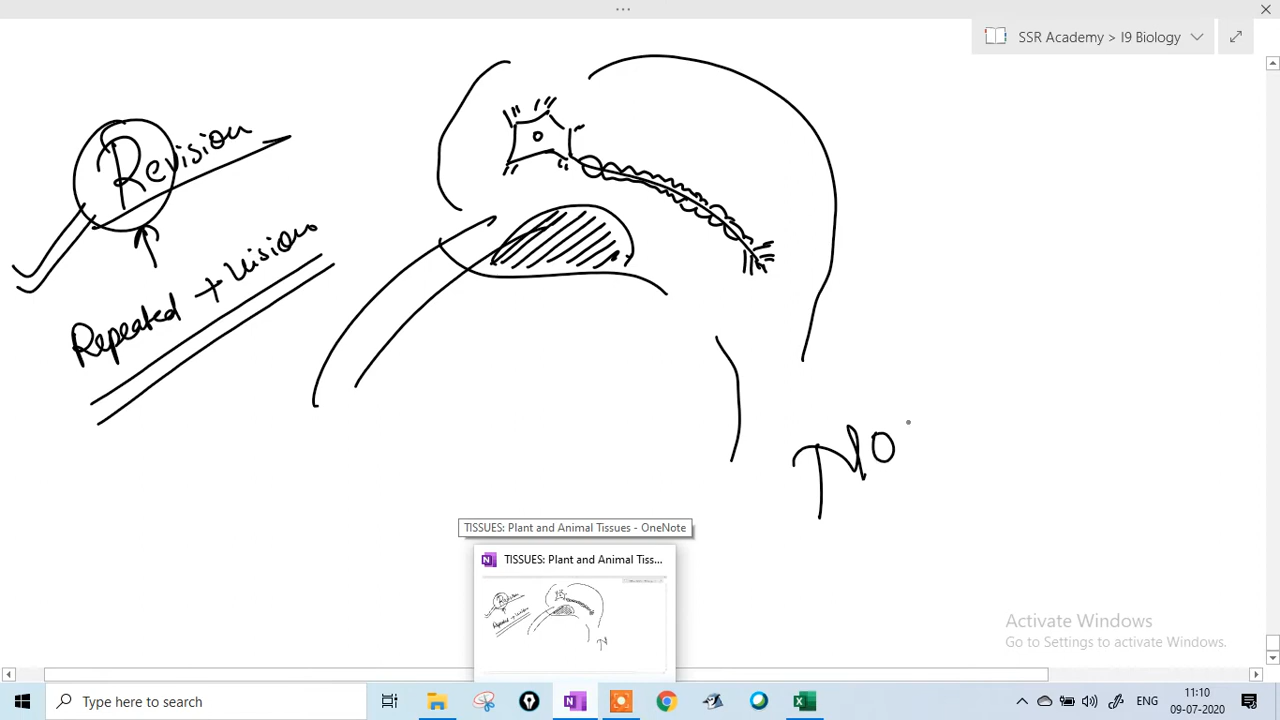 SSR Academy > I9 Biology
Revision
Repeated + Vision
NO
TISSUES: Plant and Animal Tissues - OneNote
TISSUES: Plant and Animal Tiss...
Activate Windows
Go to Settings to activate Windows.
Type here to search
ENG
11:10
09-07-2020